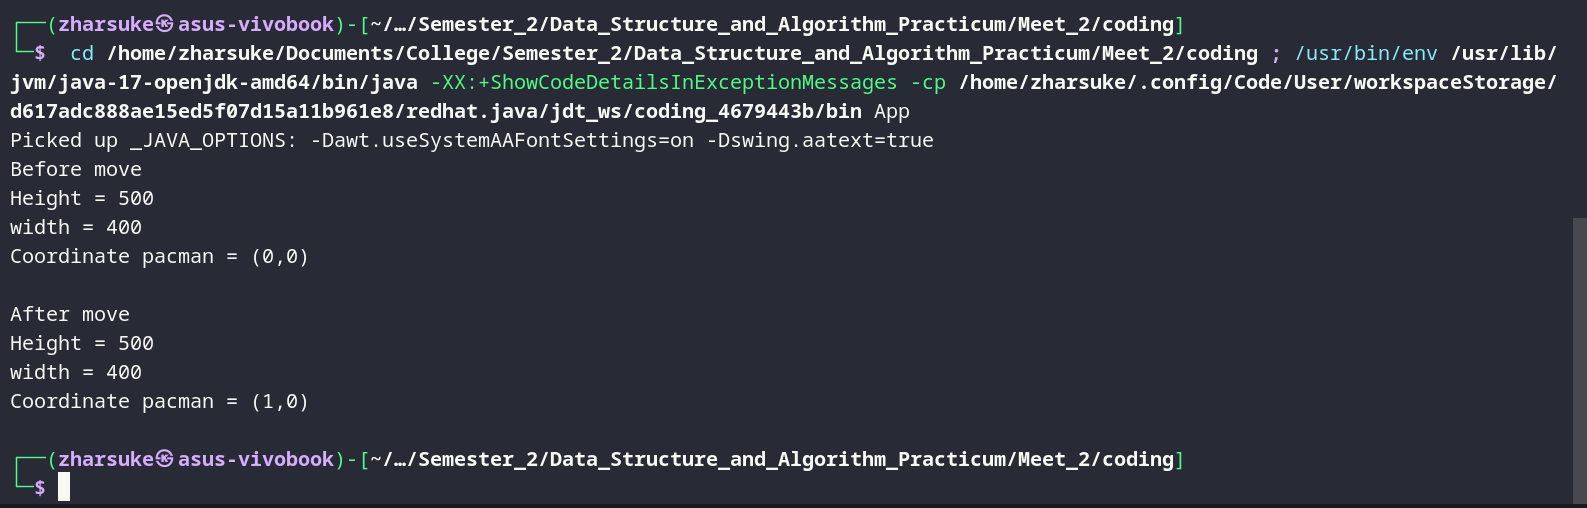 ┌──(zharsuke㉿asus-vivobook)-[~/…/Semester_2/Data_Structure_and_Algorithm_Practicum/Meet_2/coding]
└─$  cd /home/zharsuke/Documents/College/Semester_2/Data_Structure_and_Algorithm_Practicum/Meet_2/coding ; /usr/bin/env /usr/lib/
jvm/java-17-openjdk-amd64/bin/java -XX:+ShowCodeDetailsInExceptionMessages -cp /home/zharsuke/.config/Code/User/workspaceStorage/
d617adc888ae15ed5f07d15a11b961e8/redhat.java/jdt_ws/coding_4679443b/bin App
Picked up _JAVA_OPTIONS: -Dawt.useSystemAAFontSettings=on -Dswing.aatext=true
Before move
Height = 500
width = 400
Coordinate pacman = (0,0)

After move
Height = 500
width = 400
Coordinate pacman = (1,0)

┌──(zharsuke㉿asus-vivobook)-[~/…/Semester_2/Data_Structure_and_Algorithm_Practicum/Meet_2/coding]
└─$